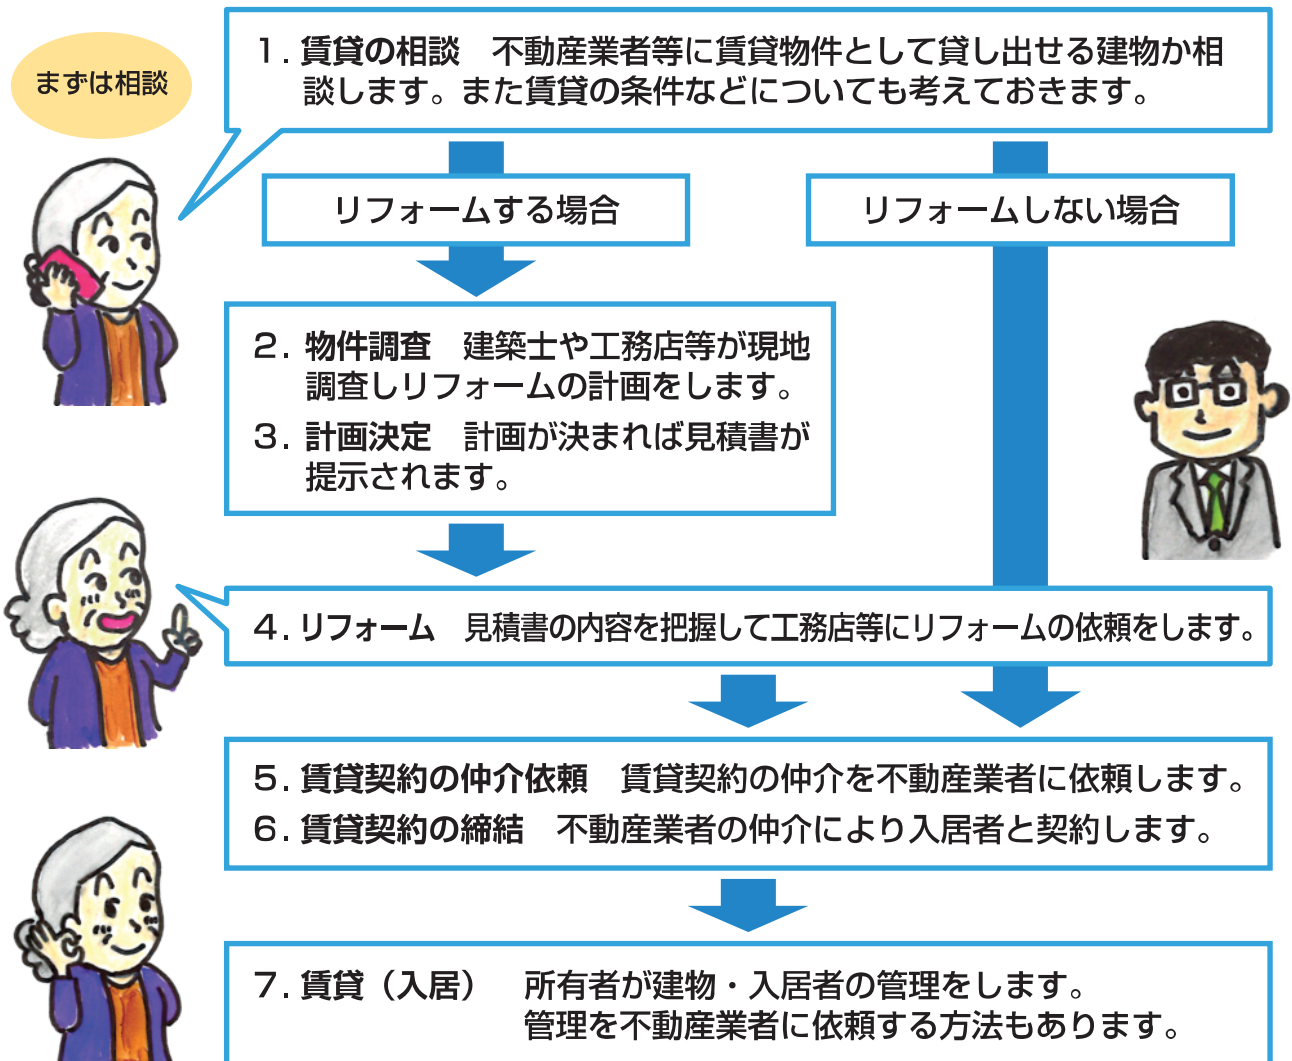 まずは相談
１. 賃貸の相談　不動産業者等に賃貸物件として貸し出せる建物か相
談します。また賃貸の条件などについても考えておきます。
リフォームする場合
リフォームしない場合
２. 物件調査　建築士や工務店等が現地
調査しリフォームの計画をします。
３. 計画決定　計画が決まれば見積書が
提示されます。
４. リフォーム　見積書の内容を把握して工務店等にリフォームの依頼をします。
５. 賃貸契約の仲介依頼　賃貸契約の仲介を不動産業者に依頼します。
６. 賃貸契約の締結　不動産業者の仲介により入居者と契約します。
７. 賃貸（入居）　所有者が建物・入居者の管理をします。
管理を不動産業者に依頼する方法もあります。